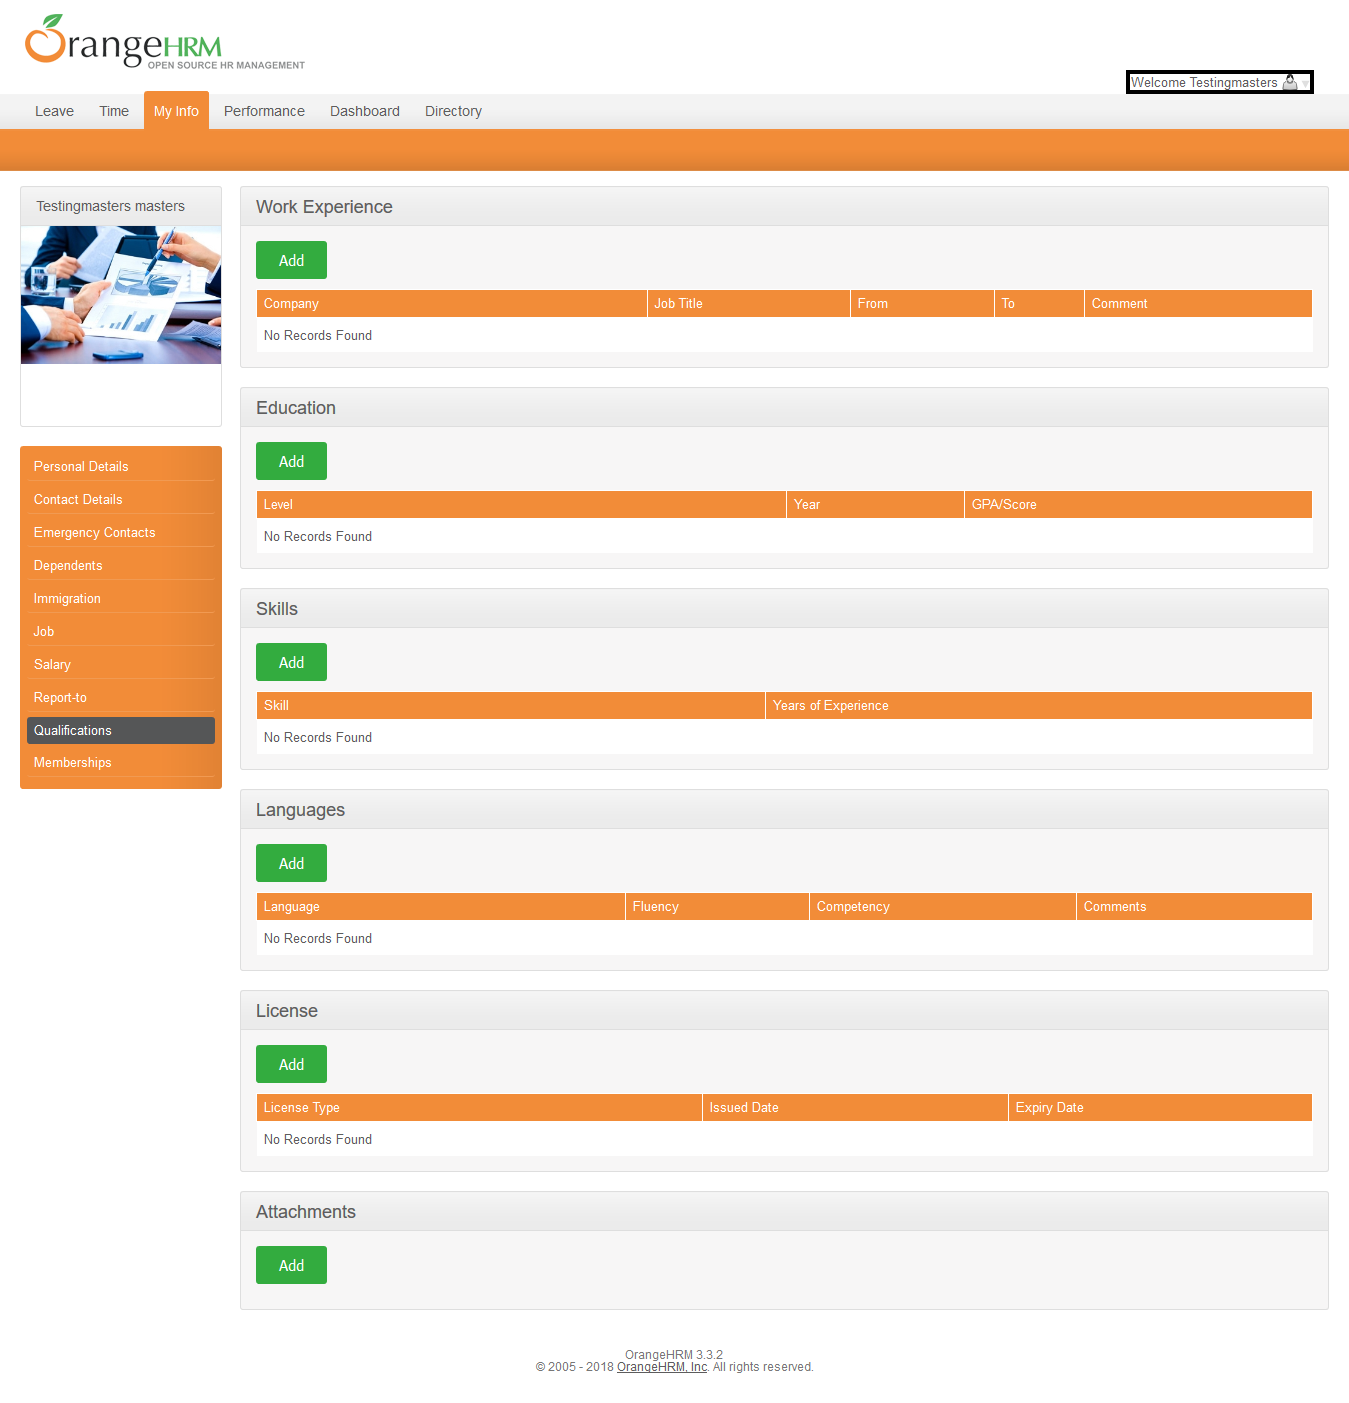 OrangeHRM
OPEN SOURCE HR MANAGEMENT
Welcome Testingmasters
Leave Time My Info Performance Dashboard Directory
Testingmasters masters
Personal Details
Contact Details
Emergency Contacts
Dependents
Immigration
Job
Salary
Report-to
Qualifications
Memberships
Work Experience
Add
Company Job Title From To Comment
No Records Found
Education
Add
Level Year GPA/Score
No Records Found
Skills
Add
Skill Years of Experience
No Records Found
Languages
Add
Language Fluency Competency Comments
No Records Found
License
Add
License Type Issued Date Expiry Date
No Records Found
Attachments
Add
OrangeHRM 3.3.2
© 2005 - 2018 OrangeHRM, Inc. All rights reserved.